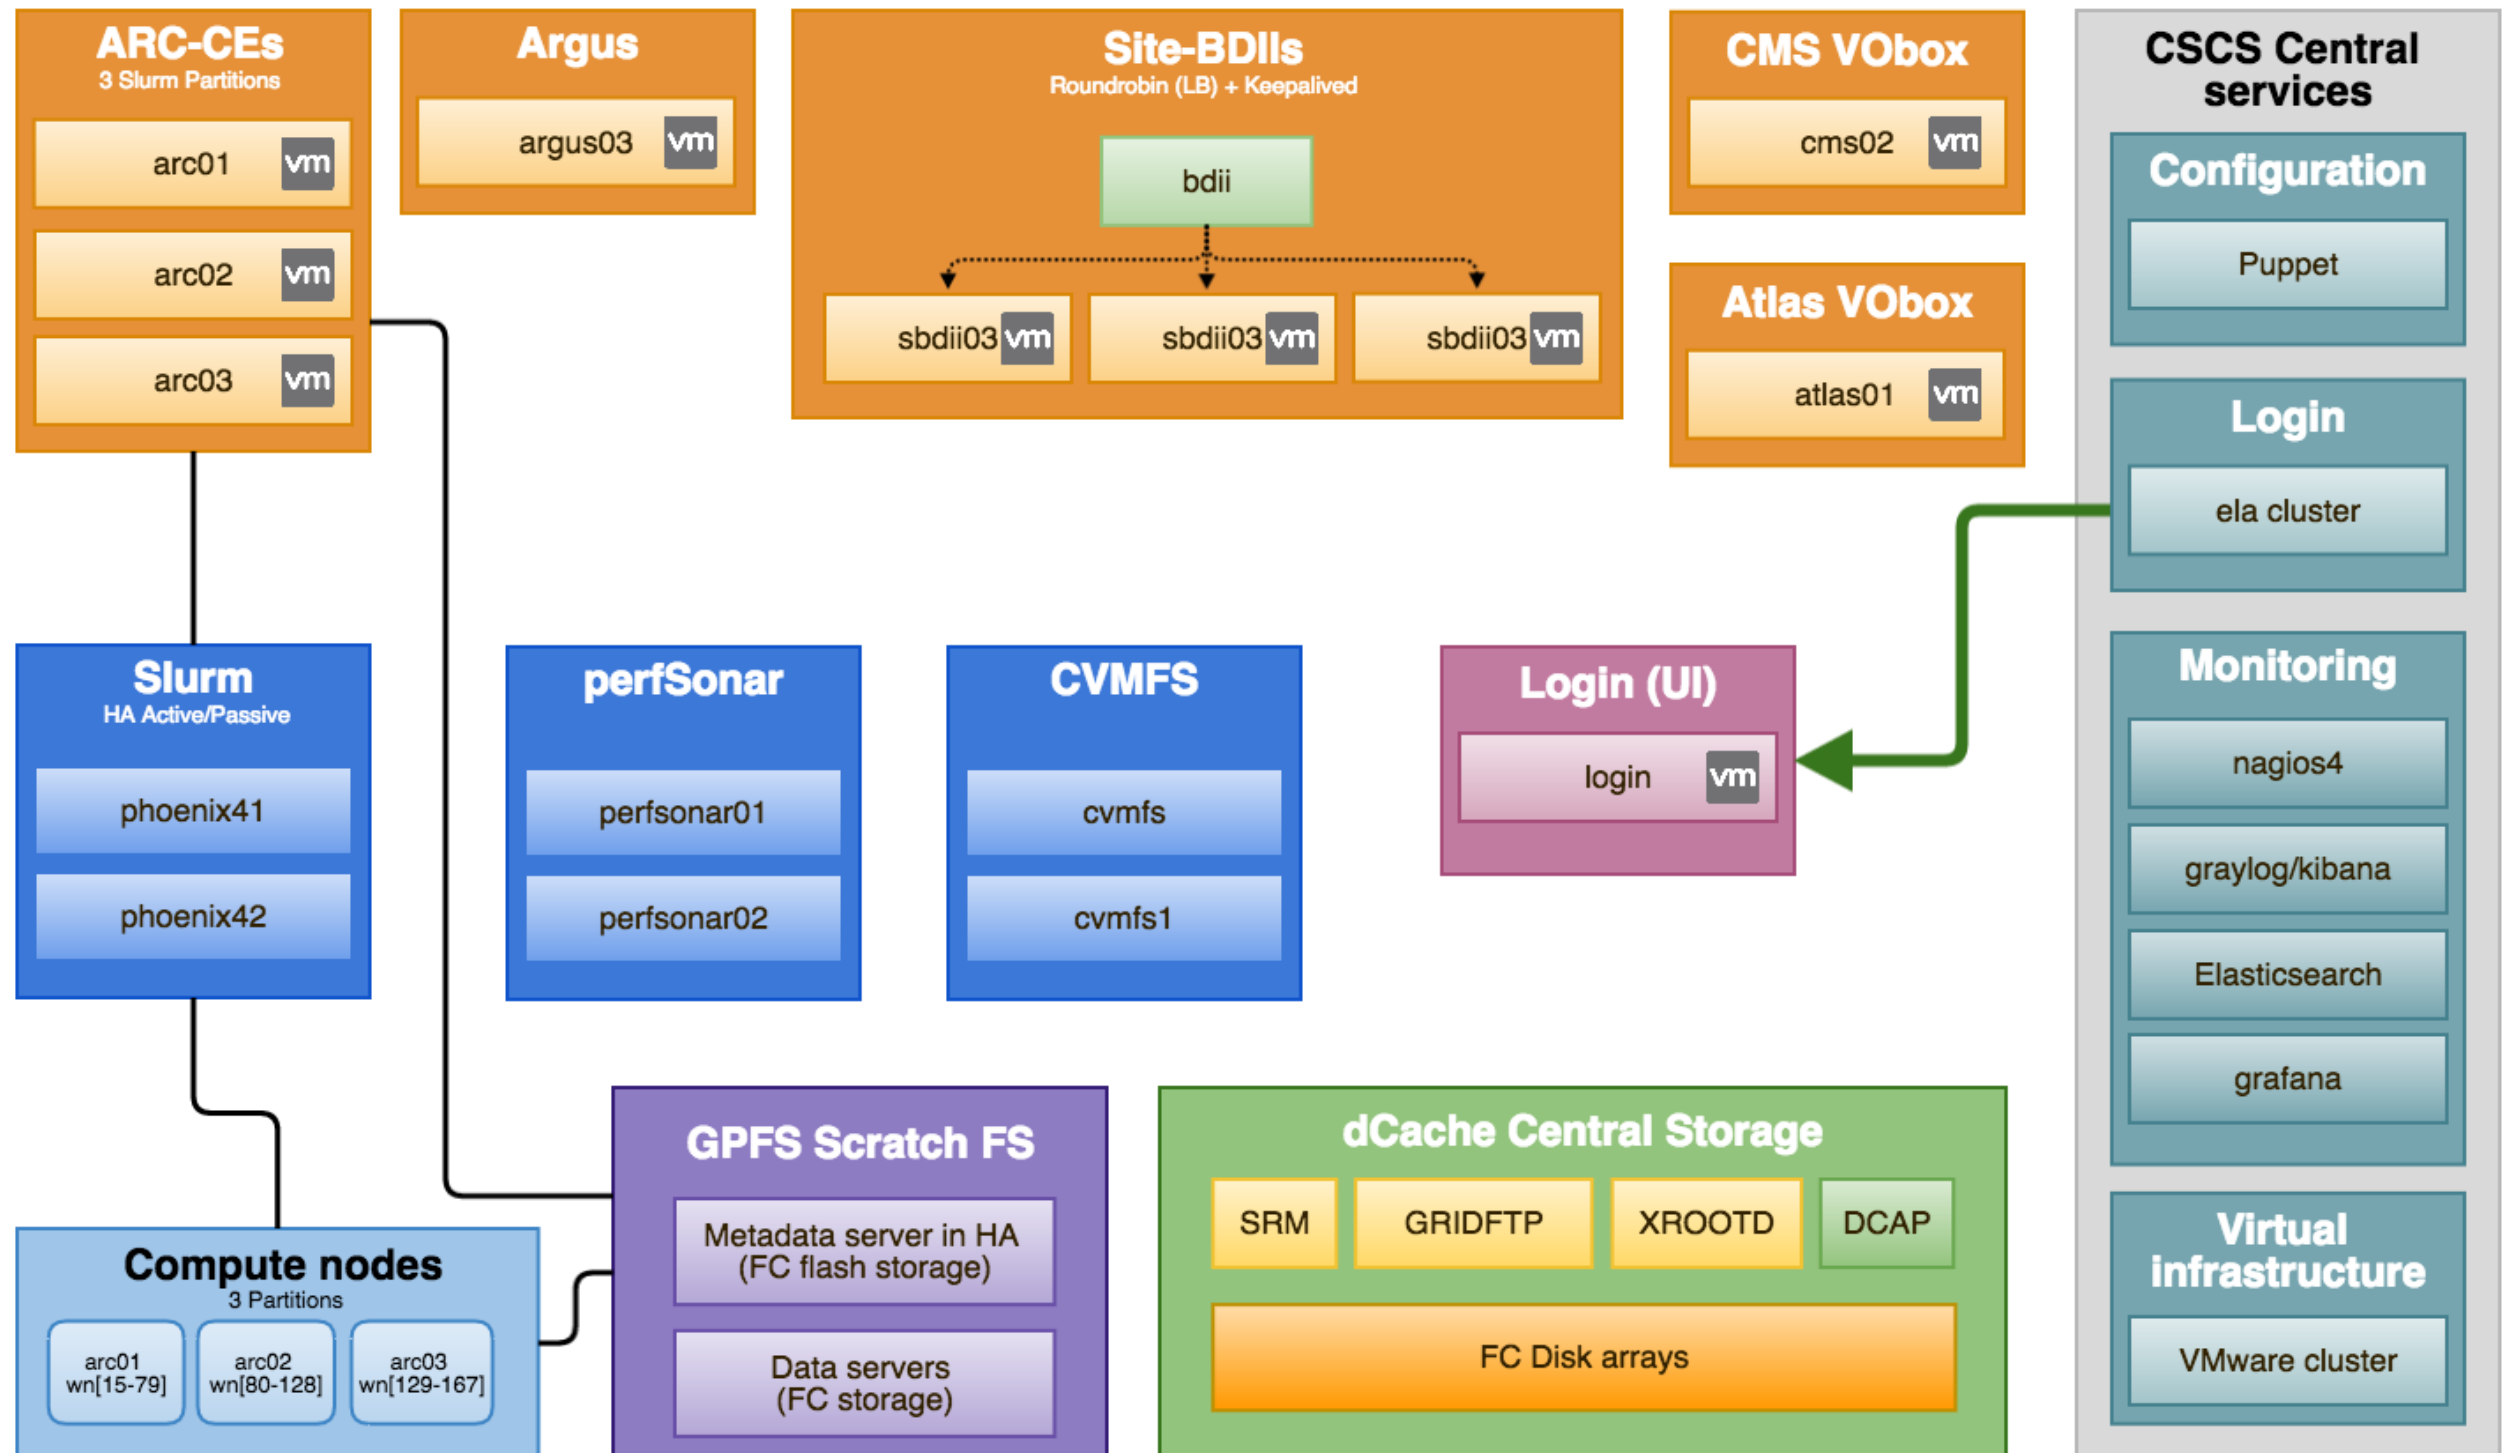 ARC-CEs
3 Slurm Partitions
arc01
vm
arc02
vm
arc03
vm
Argus
argus03
vm
Site-BDIIs
Roundrobin (LB) + Keepalived
bdii
sbdii03
vm
sbdii03
vm
sbdii03
vm
CMS VObox
cms02
vm
Atlas VObox
atlas01
vm
CSCS Central
services
Configuration
Puppet
Login
ela cluster
Monitoring
nagios4
graylog/kibana
Elasticsearch
grafana
Virtual
infrastructure
VMware cluster
Slurm
HA Active/Passive
phoenix41
phoenix42
perfSonar
perfsonar01
perfsonar02
CVMFS
cvmfs
cvmfs1
Login (UI)
login
vm
Compute nodes
3 Partitions
arc01
wn[15-79]
arc02
wn[80-128]
arc03
wn[129-167]
GPFS Scratch FS
Metadata server in HA
(FC flash storage)
Data servers
(FC storage)
dCache Central Storage
SRM
GRIDFTP
XROOTD
DCAP
FC Disk arrays